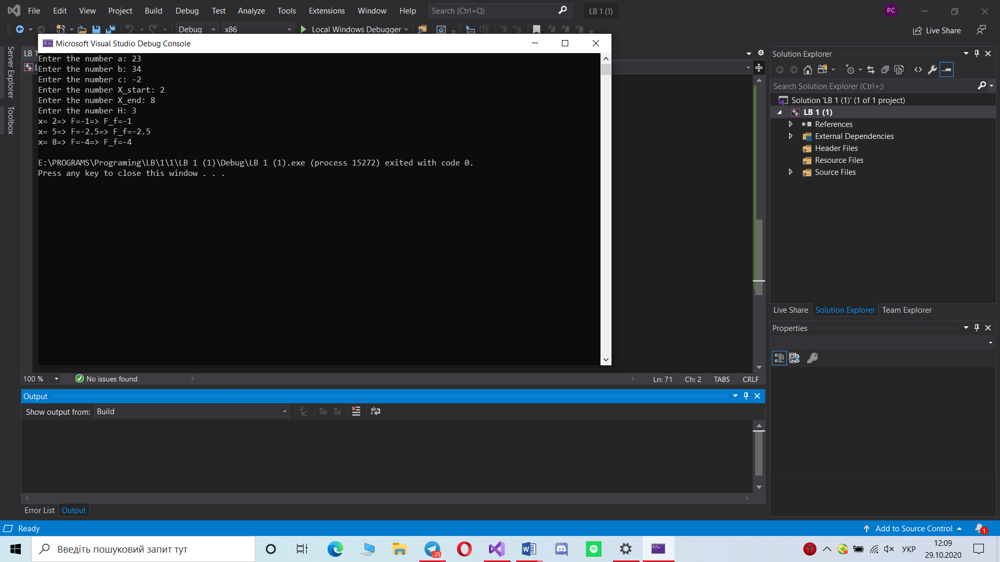 File Edit View Project Build Debug Test Analyze Tools Extensions Window Help Search (Ctrl+Q) LB 1 (1) PC
Debug x86 Local Windows Debugger Live Share
Microsoft Visual Studio Debug Console
Server Explorer
Toolbox
LB 1
Enter the number a: 23
Enter the number b: 34
Enter the number c: -2
Enter the number X_start: 2
Enter the number X_end: 8
Enter the number H: 3
x= 2=> F=-1=> F_f=-1
x= 5=> F=-2.5=> F_f=-2.5
x= 8=> F=-4=> F_f=-4
E:\PROGRAMS\Programing\LB\1\1\LB 1 (1)\Debug\LB 1 (1).exe (process 15272) exited with code 0.
Press any key to close this window . . .
100 % No issues found Ln: 71 Ch: 2 TABS CRLF
Output
Show output from: Build
Error List Output
Solution Explorer
Search Solution Explorer (Ctrl+;)
Solution 'LB 1 (1)' (1 of 1 project)
LB 1 (1)
References
External Dependencies
Header Files
Resource Files
Source Files
Live Share Solution Explorer Team Explorer
Properties
Ready Add to Source Control 1
Введіть пошуковий запит тут ..25 УКР 12:09
29.10.2020